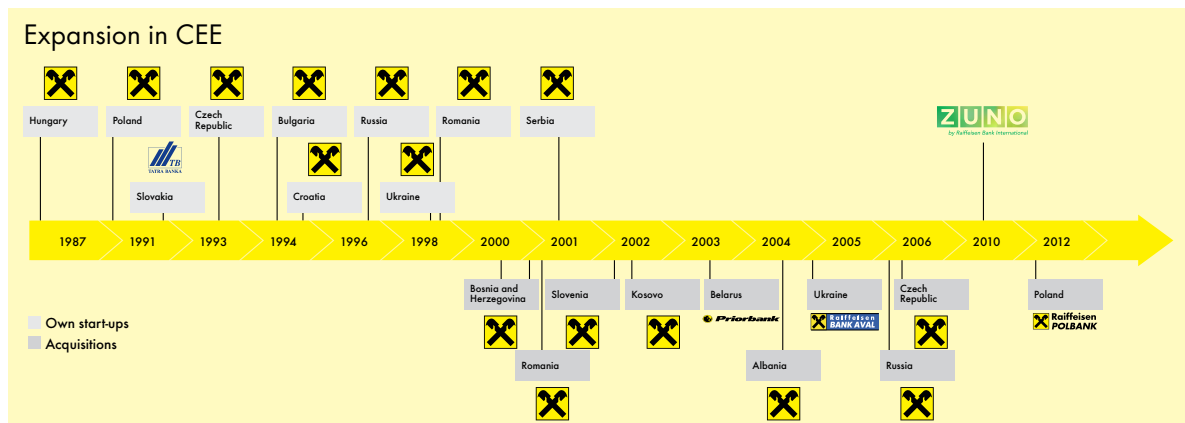 Expansion in CEE
Hungary
Poland
Czech
Republic
Bulgaria
Russia
Romania
Serbia
ZUNO
by Raiffeisen Bank International
TB
TATRA BANKA
Slovakia
Croatia
Ukraine
1987
1991
1993
1994
1996
1998
2000
2001
2002
2003
2004
2005
2006
2010
2012
Bosnia and
Herzegovina
Slovenia
Kosovo
Belarus
Ukraine
Czech
Republic
Poland
Priorbank
Raiffeisen
BANK AVAL
Raiffeisen
POLBANK
Own start-ups
Acquisitions
Romania
Albania
Russia